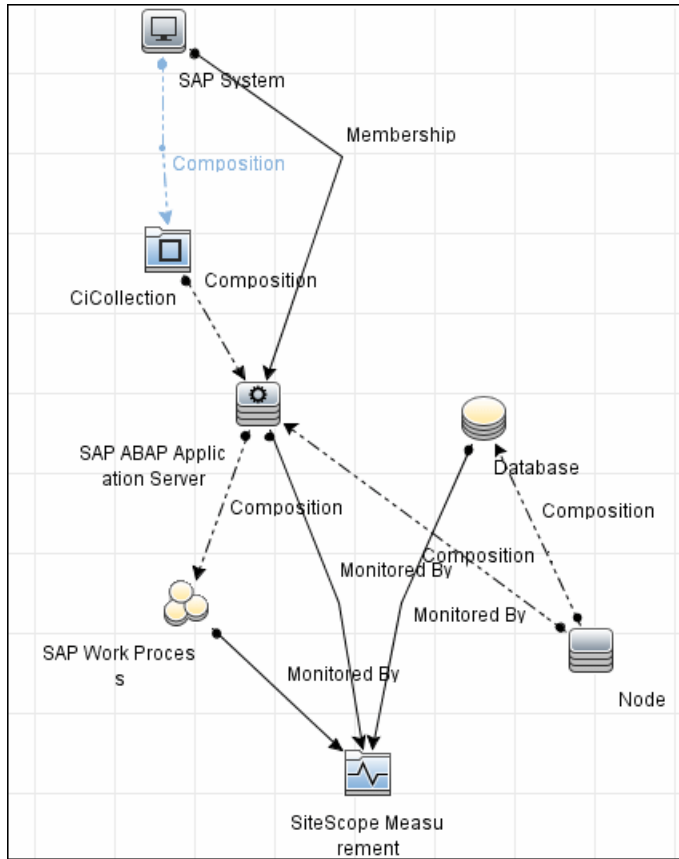 SAP System
Membership
Composition
CiCollection
Composition
SAP ABAP Applic
ation Server
Database
Composition
Composition
Composition
Monitored By
Monitored By
SAP Work Proces
s
Monitored By
Node
SiteScope Measu
rement